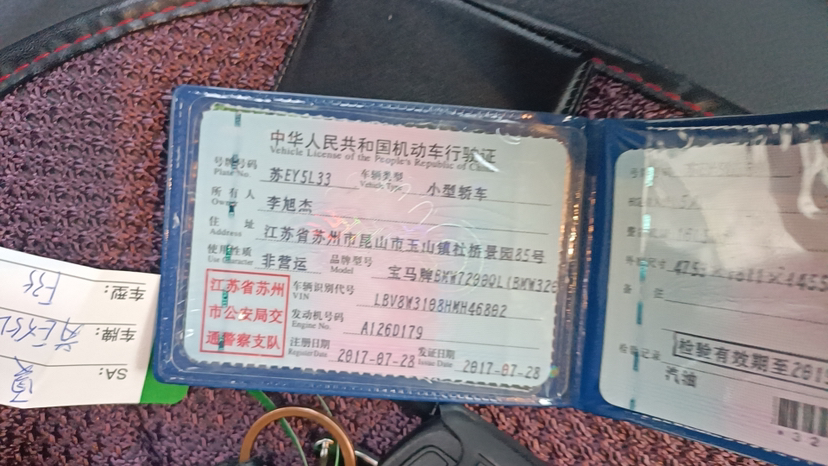 中华人民共和国机动车行驶证
Vehicle License of the People's Republic of China
号牌号码 苏EY5L33 车辆类型 小型轿车
Plate No. Vehicle Type
所有人 李旭杰
Owner
住址 江苏省苏州市昆山市玉山镇社桥景园85号
Address
使用性质 非营运 品牌型号 宝马牌BMW7200QL(BMW320
Use Character Model
江苏省苏州
市公安局交
通警察支队
车辆识别代号 LBV8W3108HMH46802
VIN
发动机号码 A126D179
Engine No.
注册日期 2017-07-28 发证日期 2017-07-28
Register Date Issue Date
备注
检验记录
检验有效期至2019
汽油
车型：
车牌：
SA：